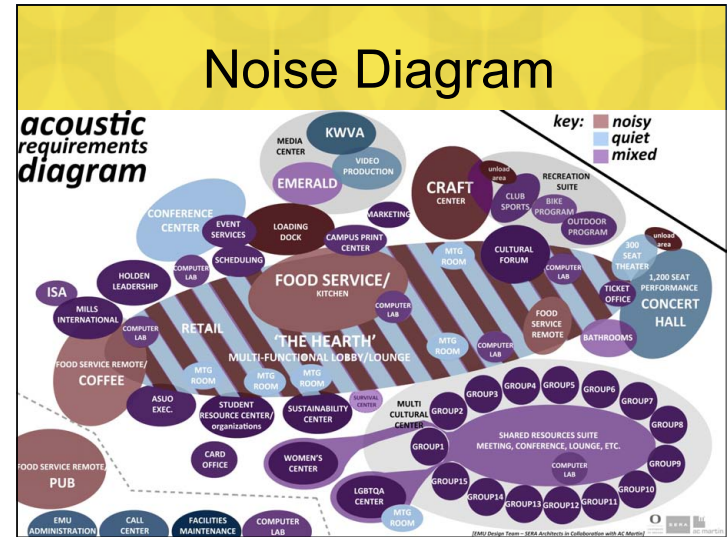 Noise Diagram
acoustic
requirements
diagram
key:
noisy
quiet
mixed
KWVA
MEDIA
CENTER
VIDEO
PRODUCTION
EMERALD
CRAFT
CENTER
unload
area
RECREATION
SUITE
CLUB
SPORTS
BIKE
PROGRAM
OUTDOOR
PROGRAM
CONFERENCE
CENTER
EVENT
SERVICES
LOADING
DOCK
MARKETING
CAMPUS PRINT
CENTER
SCHEDULING
COMPUTER
LAB
HOLDEN
LEADERSHIP
ISA
MILLS
INTERNATIONAL
COMPUTER
LAB
FOOD SERVICE/
KITCHEN
COMPUTER
LAB
MTG
ROOM
CULTURAL
FORUM
COMPUTER
LAB
300
SEAT
THEATER
unload
area
1,200 SEAT
PERFORMANCE
CONCERT
HALL
TICKET
OFFICE
BATHROOMS
FOOD
SERVICE
REMOTE
RETAIL
'THE HEARTH'
MULTI-FUNCTIONAL LOBBY/LOUNGE
MTG
ROOM
COMPUTER
LAB
FOOD SERVICE REMOTE/
COFFEE
MTG
ROOM
MTG
ROOM
MTG
ROOM
ASUO
EXEC.
STUDENT
RESOURCE CENTER/
organizations
SUSTAINABILITY
CENTER
SURVIVAL
CENTER
CARD
OFFICE
WOMEN'S
CENTER
LGBTQA
CENTER
MTG
ROOM
MULTI
CULTURAL
CENTER
GROUP1
GROUP2
GROUP3
GROUP4
GROUP5
GROUP6
GROUP7
GROUP8
GROUP9
GROUP10
GROUP11
GROUP12
GROUP13
GROUP14
GROUP15
SHARED RESOURCES SUITE
MEETING, CONFERENCE, LOUNGE, ETC.
COMPUTER
LAB
FOOD SERVICE REMOTE/
PUB
EMU
ADMINISTRATION
CALL
CENTER
FACILITIES
MAINTENANCE
COMPUTER
LAB
O
SERA
ac martin
[EMU Design Team – SERA Architects in Collaboration with AC Martin]